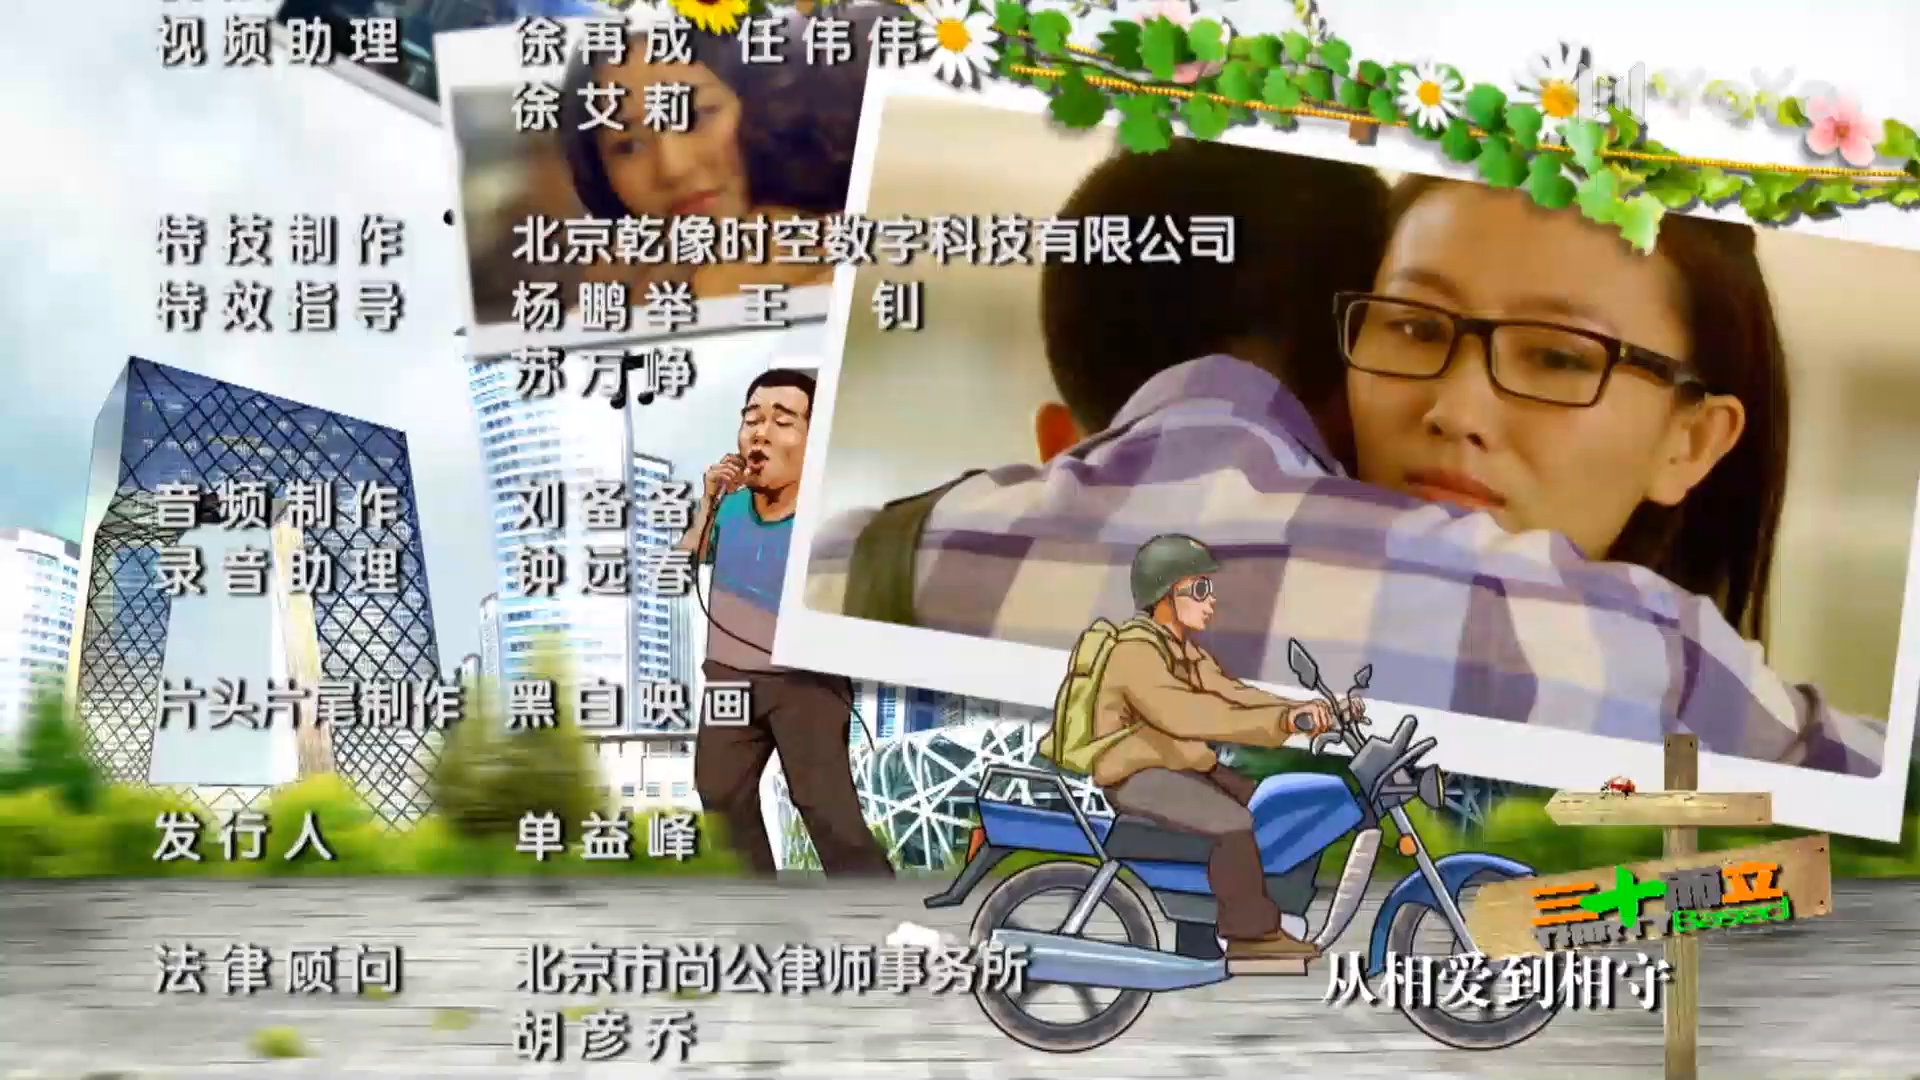 视频助理 徐再成 任伟伟
徐艾莉
特技制作 北京乾像时空数字科技有限公司
特效指导 杨鹏举 王钊
苏万峥
音频制作 刘备备
录音助理 钟远春
片头片尾制作 黑白映画
发行人 单益峰
法律顾问 北京市尚公律师事务所
胡彦乔
YoYo
三十而立
从相爱到相守